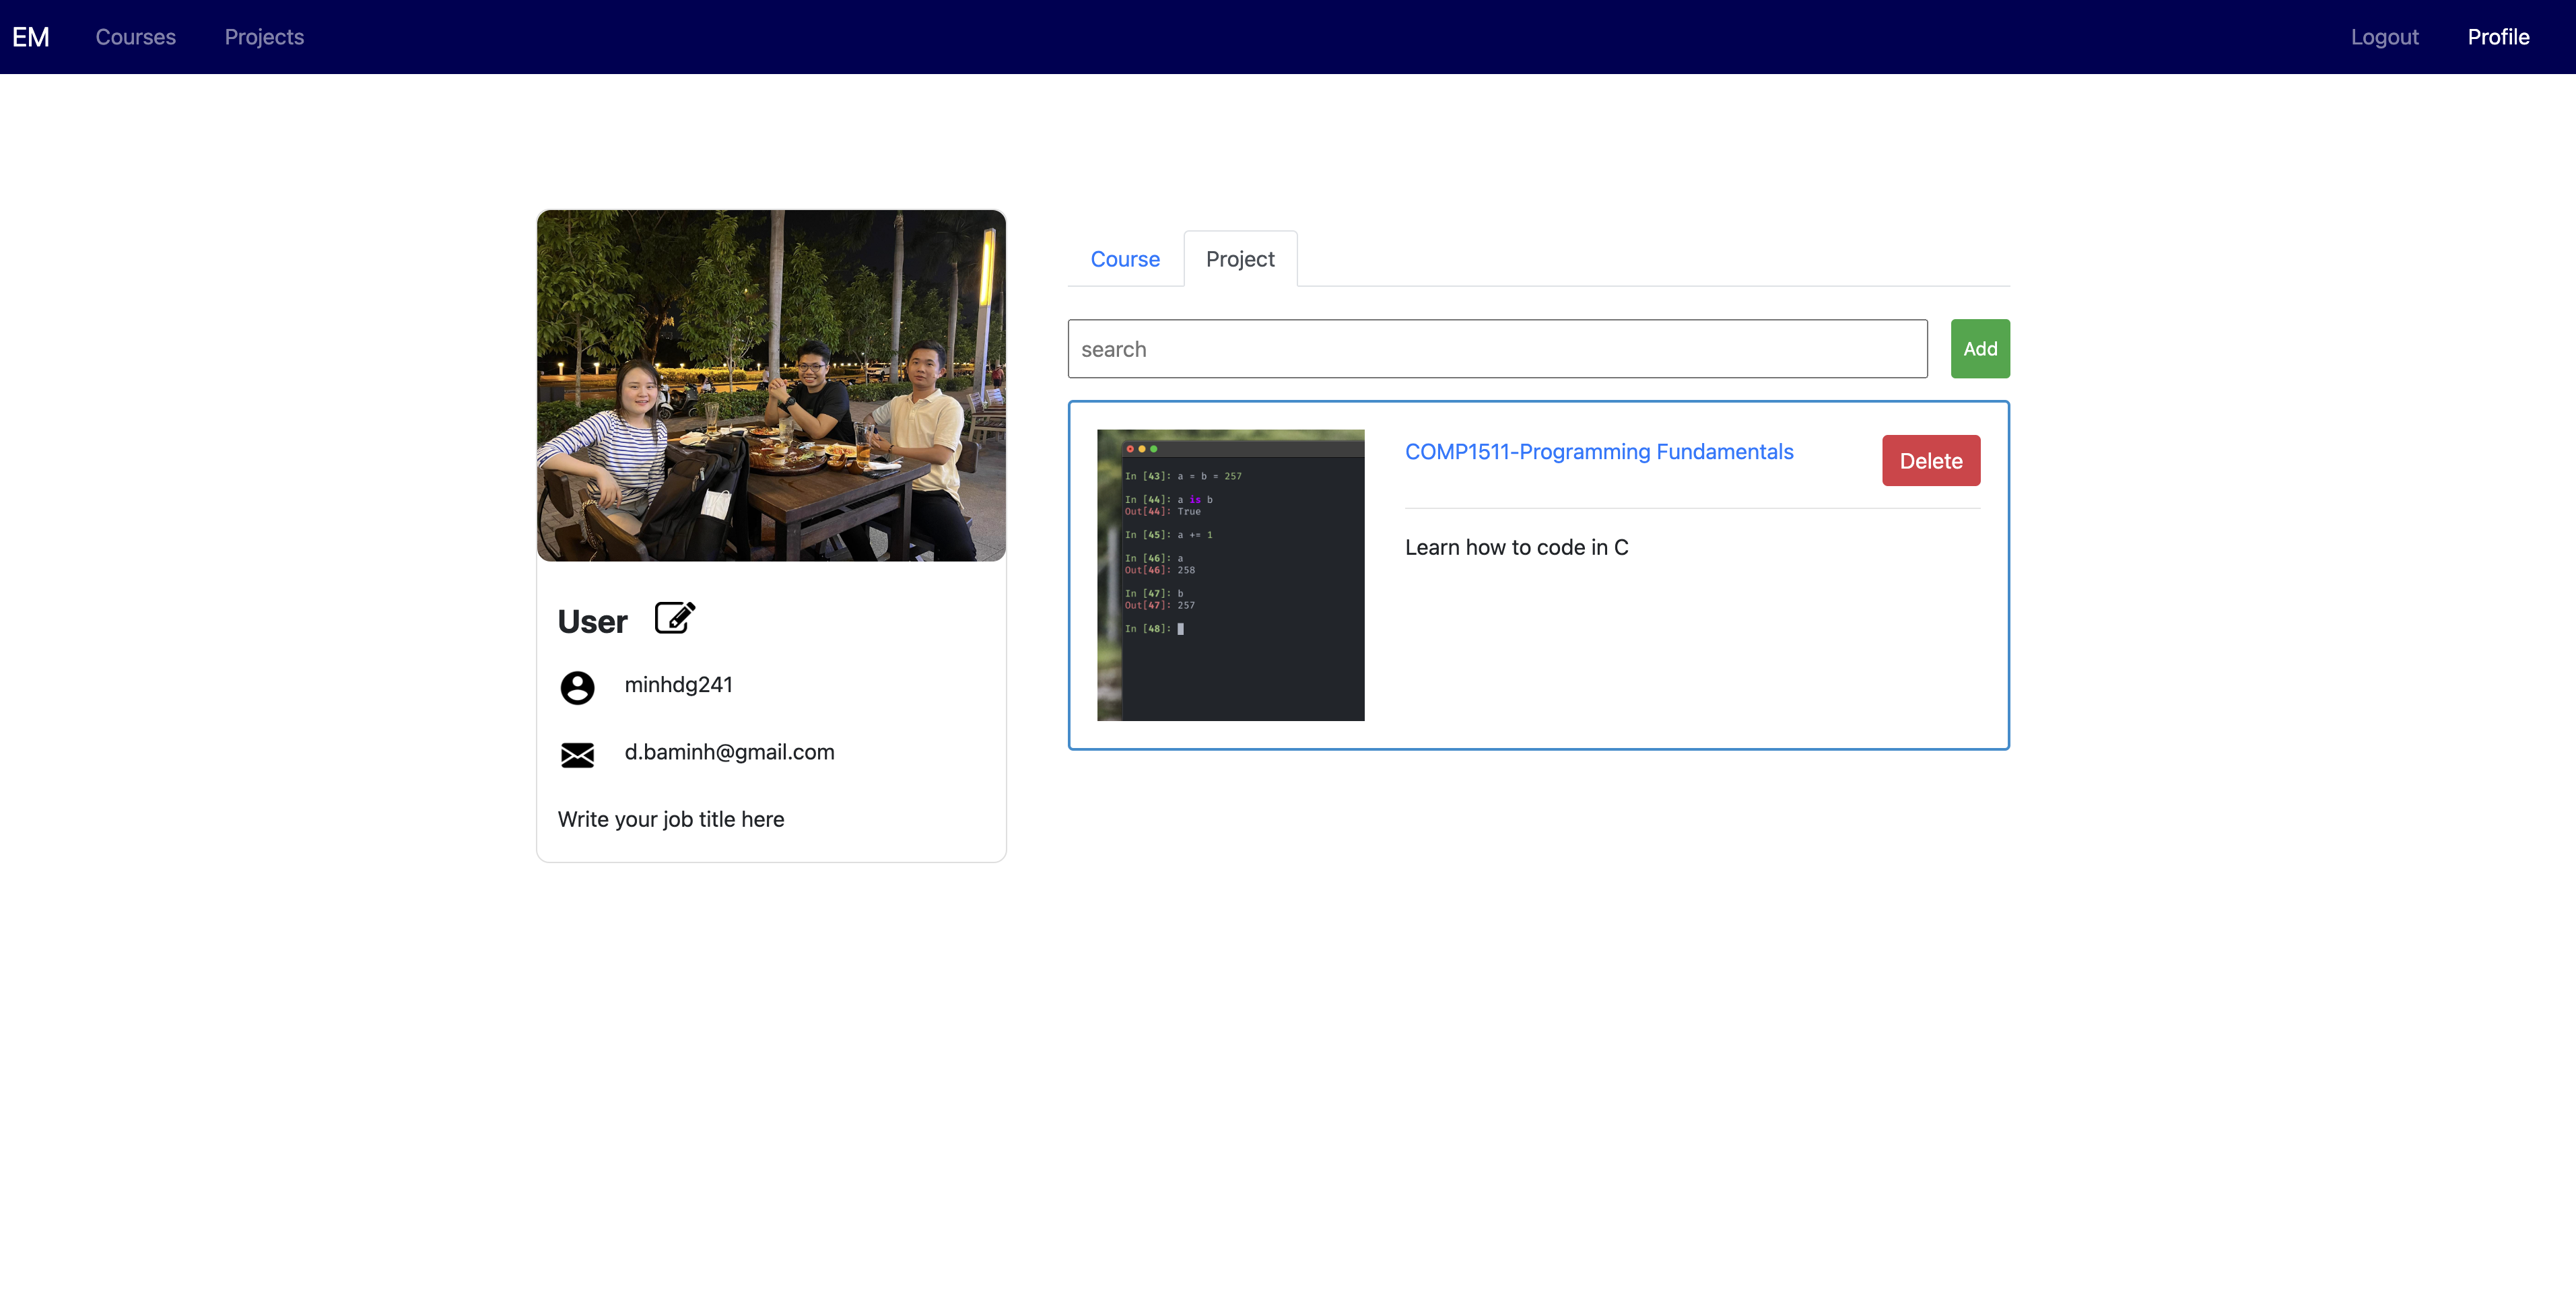 EM Courses Projects Logout Profile
Course Project
search Add
In [43]: a = b = 257
In [44]: a is b
Out[44]: True
In [45]: a += 1
In [46]: a
Out[46]: 258
In [47]: b
Out[47]: 257
In [48]:
COMP1511-Programming Fundamentals Delete
Learn how to code in C
User
minhdg241
d.baminh@gmail.com
Write your job title here